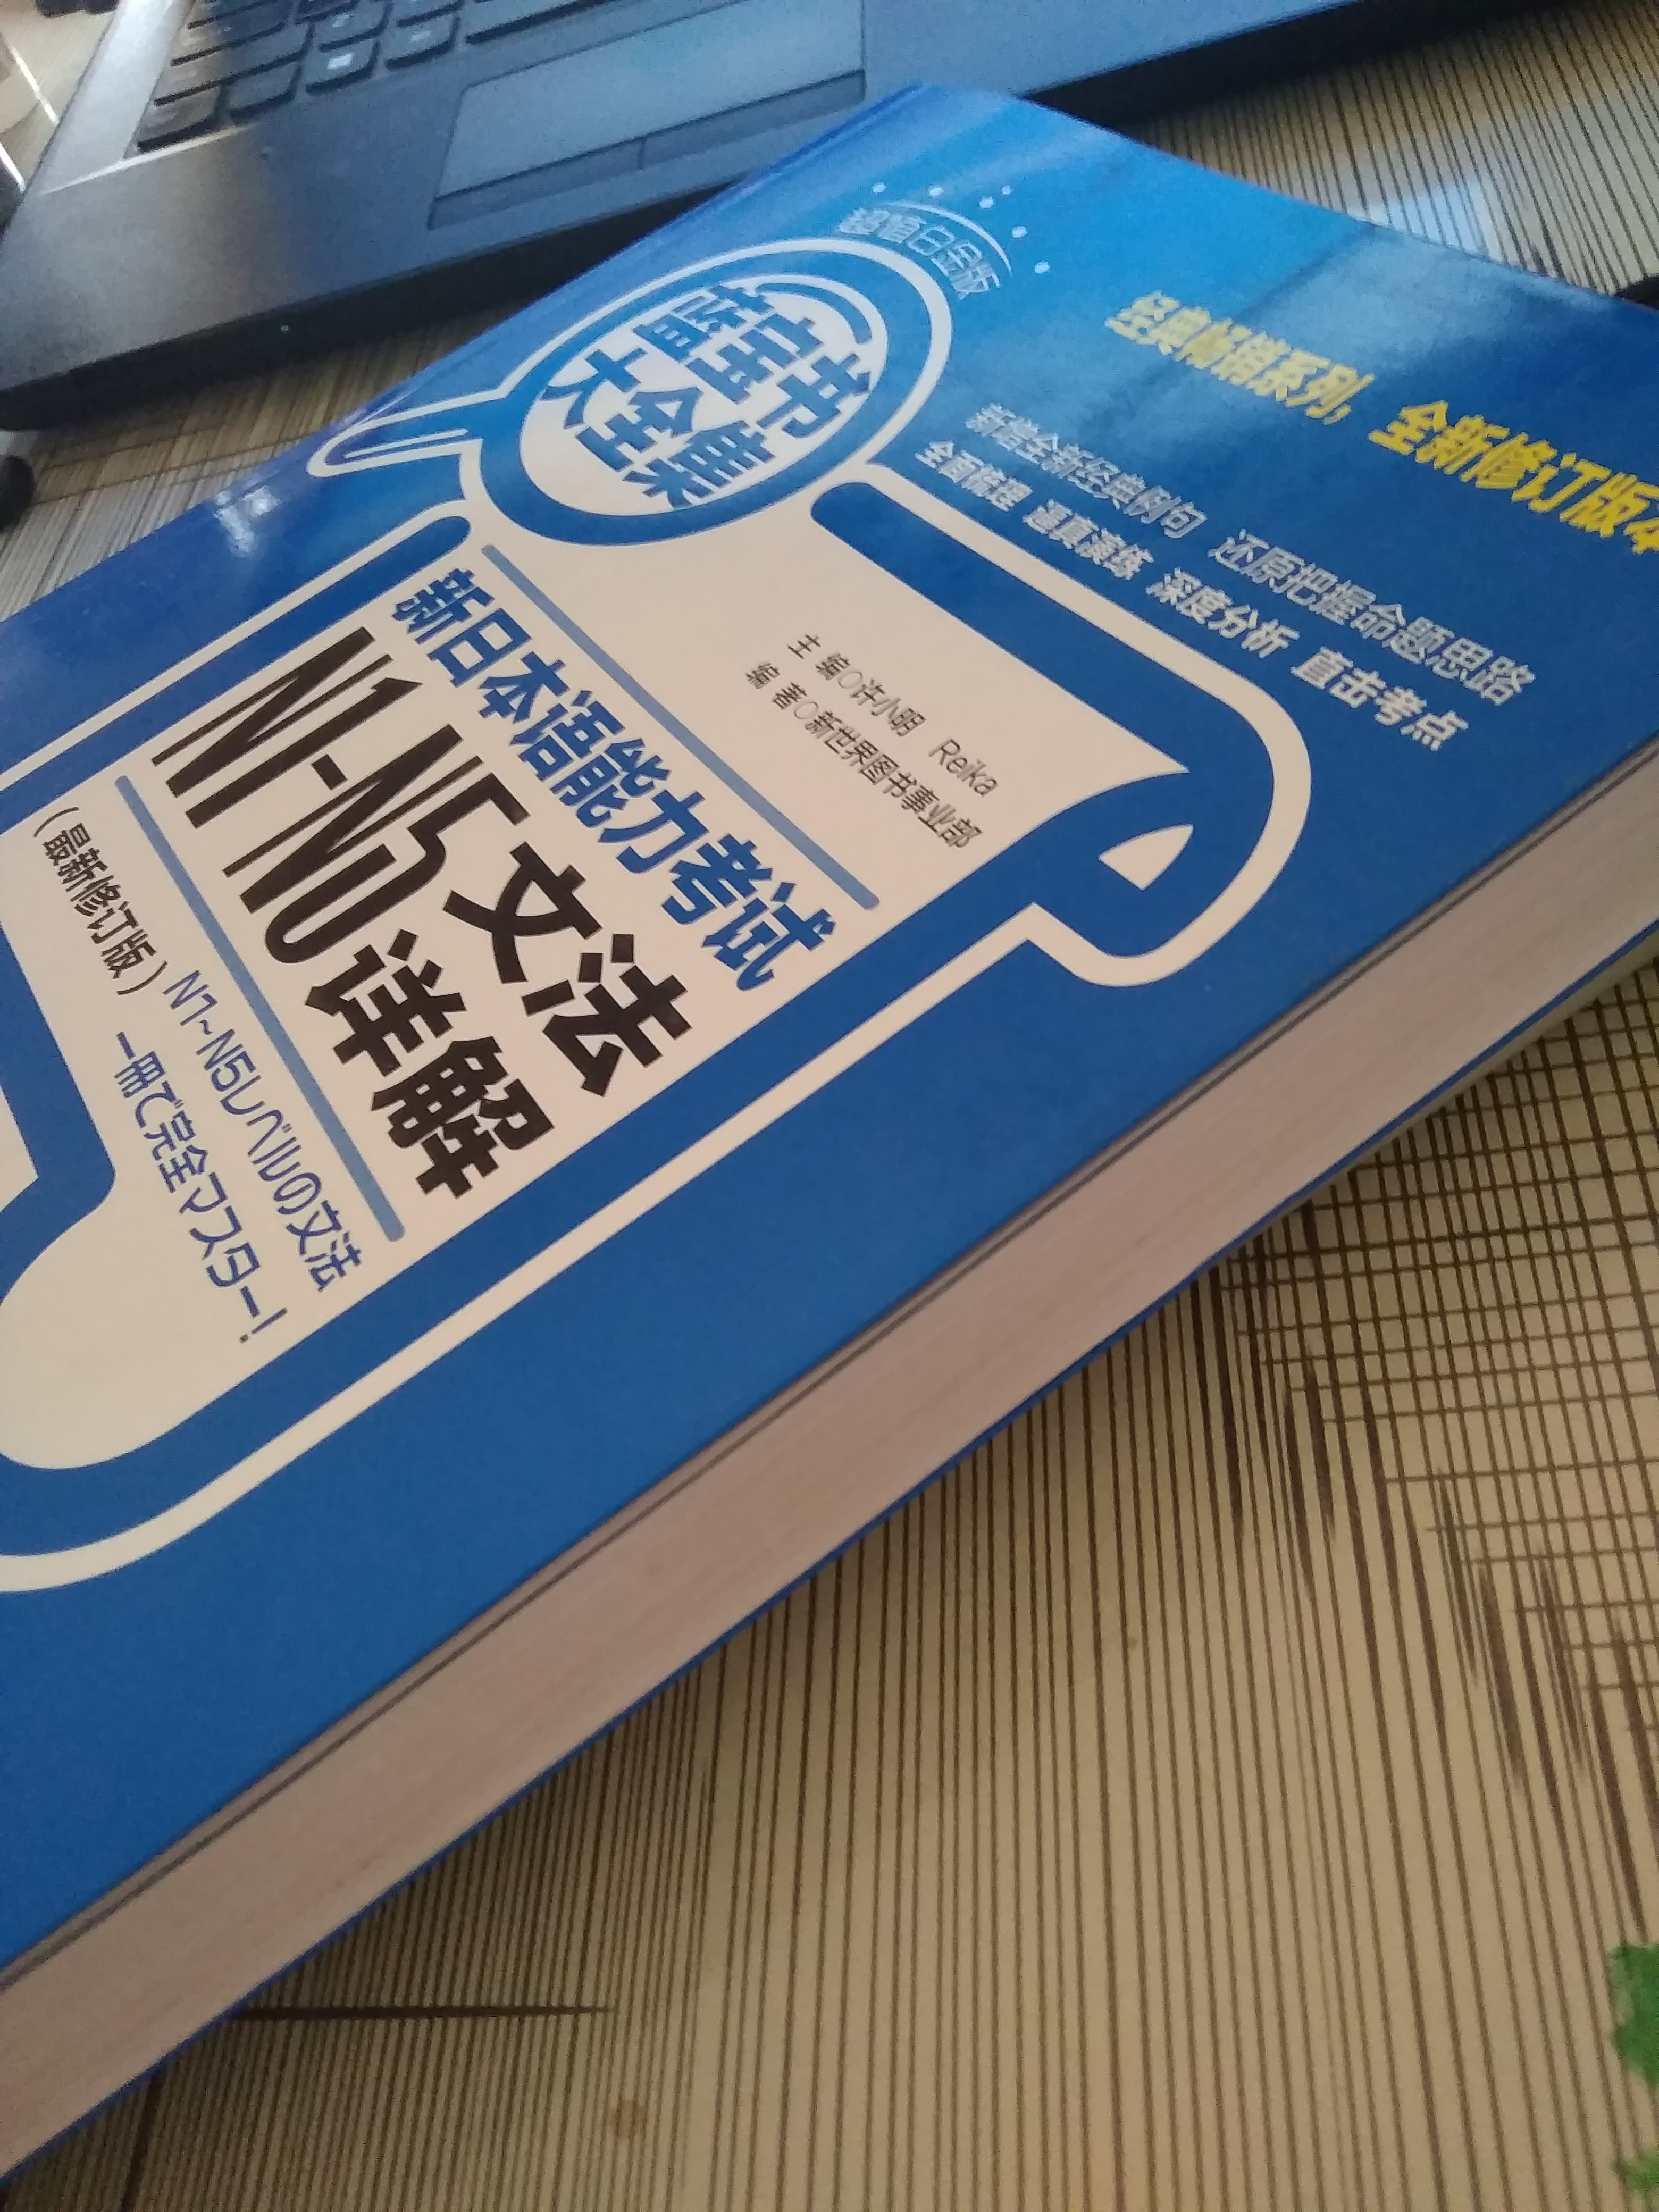 超值白金版
经典畅销系列，全新修订版本
新增全新经典例句 还原把握命题思路
全面梳理 逼真演练 深度分析 直击考点
蓝宝书
大全集
主 编○许小明 Reika
编 著○新世界图书事业部
新日本语能力考试
N1-N5文法
详解
（最新修订版）
N1~N5レベルの文法
一冊で完全マスター！